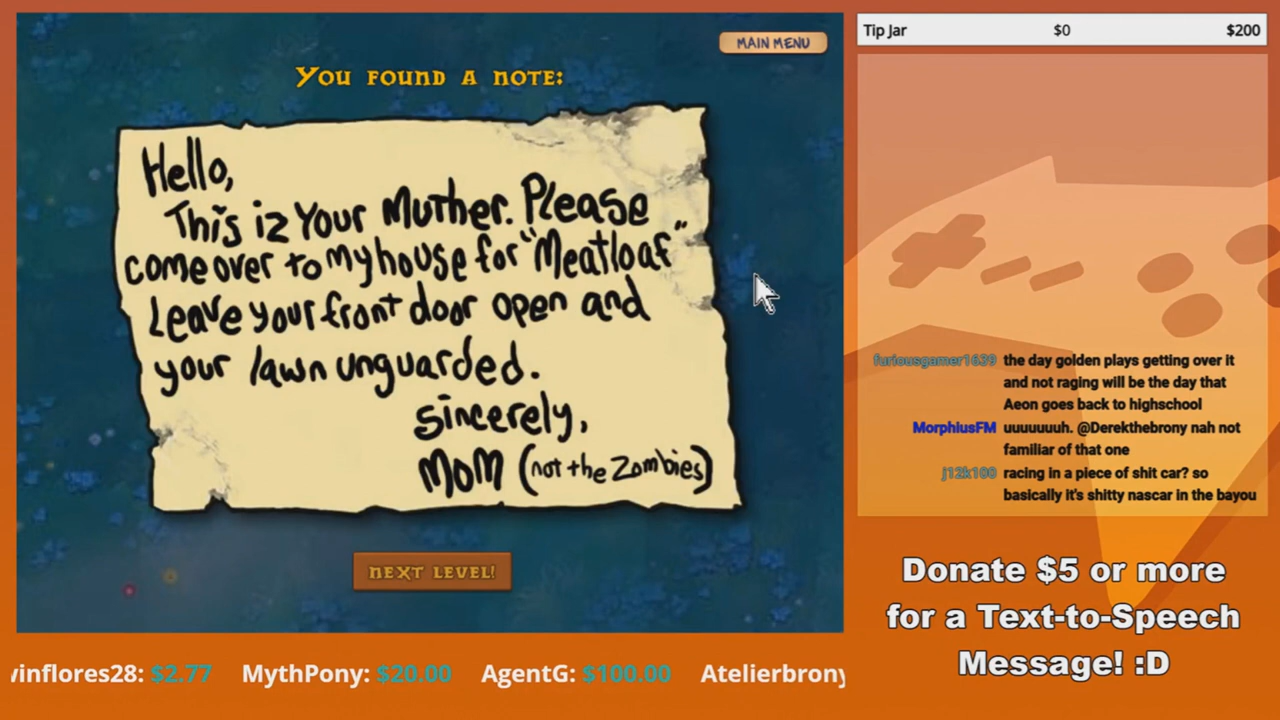 MAIN MENU
You found a note:
Hello,
This iz Your Muther. Please
come over to my house for "Meatloaf"
Leave your front door open and
your lawn unguarded.
sincerely,
MOM (not the Zombies)
NEXT LEVEL!
Tip Jar $0 $200
furiousgamer1639 the day golden plays getting over it
and not raging will be the day that
Aeon goes back to highschool
MorphiusFM uuuuuuuh. @Derekthebrony nah not
familiar of that one
j12k100 racing in a piece of shit car? so
basically it's shitty nascar in the bayou
Donate $5 or more
for a Text-to-Speech
Message! :D
vinflores28: $2.77 MythPony: $20.00 AgentG: $100.00 Atelierbrony